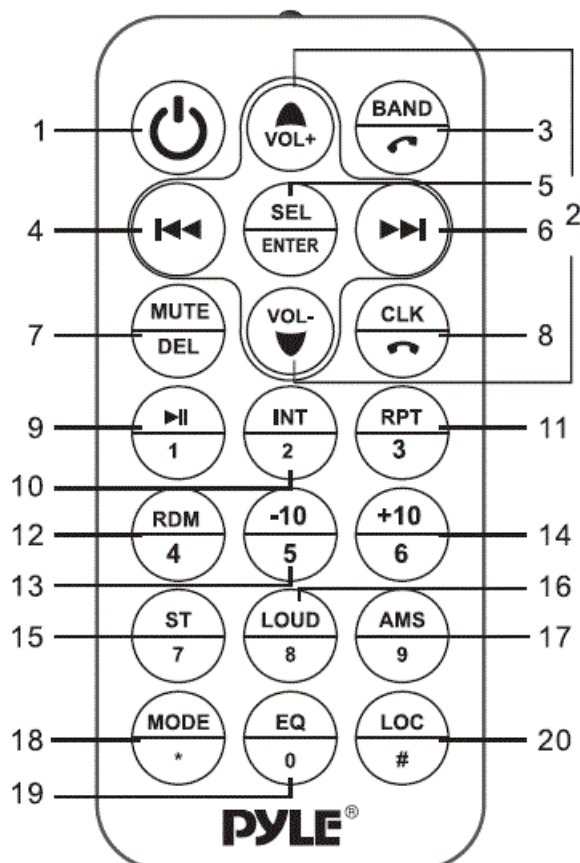 1 VOL+ BAND 3
4 SEL 5
ENTER 6 2
7 MUTE VOL- CLK 8
DEL
9 1 INT RPT 11
2 3
10
12 RDM -10 +10 14
4 5 6
13 16
15 ST LOUD AMS 17
7 8 9
18 MODE EQ LOC 20
* 0 #
19
PYLE®